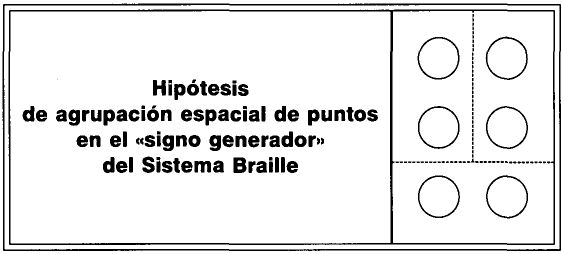 Hipótesis
de agrupación espacial de puntos
en el «signo generador»
del Sistema Braille